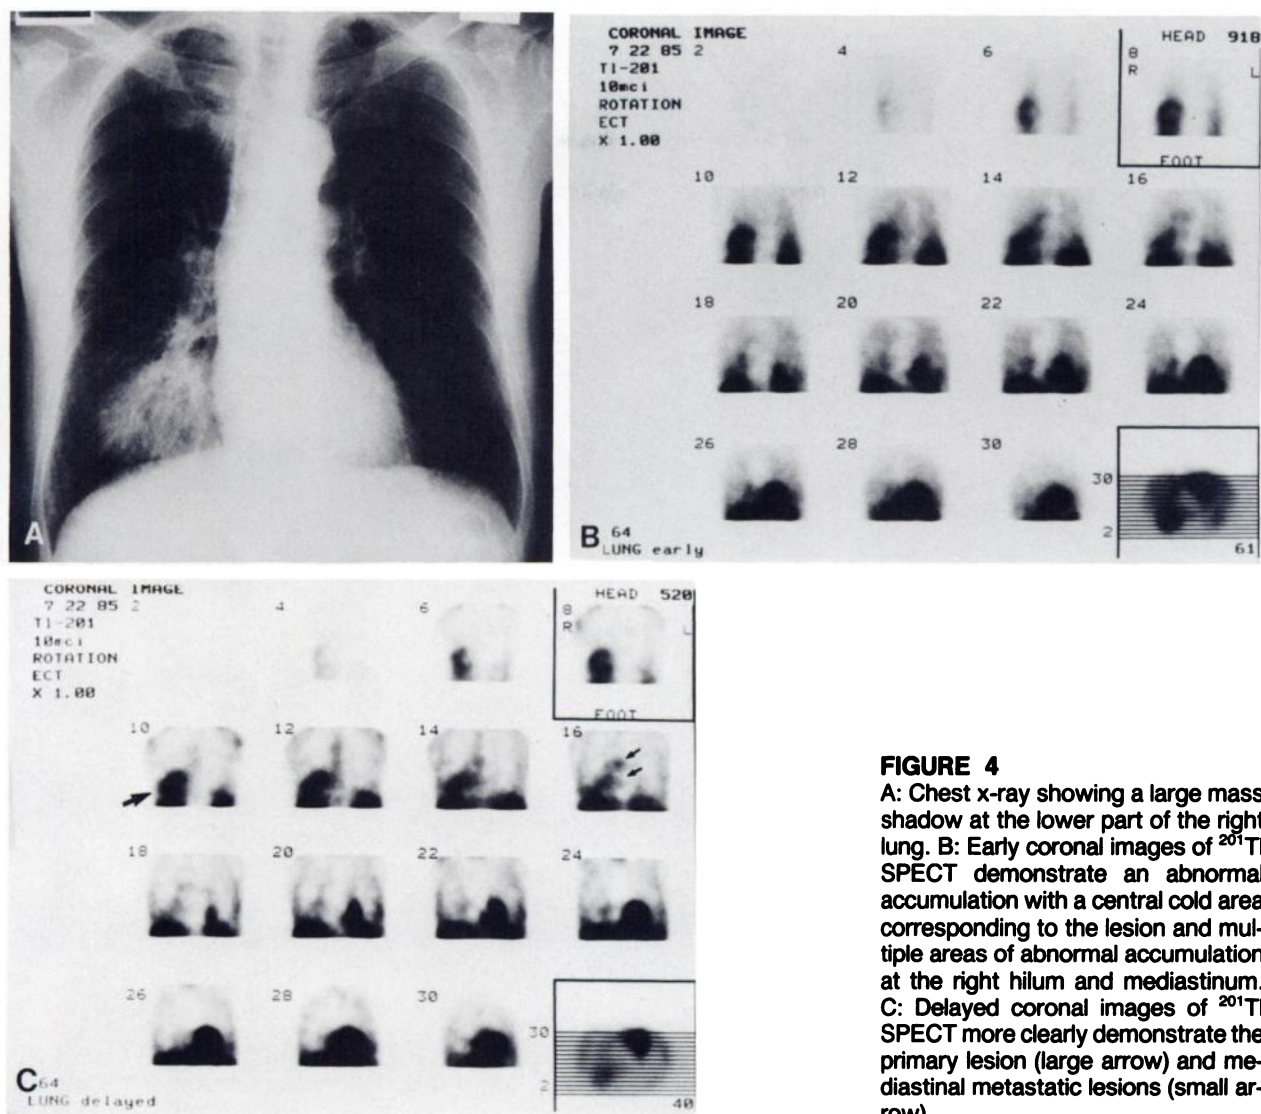 A
CORONAL IMAGE
7 22 85 2
Tl-201
10mci
ROTATION
ECT
X 1.00
4
6
8
HEAD 918
R L
FOOT
10
12
14
16
18
20
22
24
26
28
30
30
2
61
B 64
LUNG early
CORONAL IMAGE
7 22 85 2
Tl-201
10mci
ROTATION
ECT
X 1.00
4
6
8
HEAD 520
R L
FOOT
10
12
14
16
18
20
22
24
26
28
30
30
2
40
C 64
LUNG delayed
FIGURE 4
A: Chest x-ray showing a large mass
shadow at the lower part of the right
lung. B: Early coronal images of ²⁰¹Tl
SPECT demonstrate an abnormal
accumulation with a central cold area
corresponding to the lesion and mul-
tiple areas of abnormal accumulation
at the right hilum and mediastinum.
C: Delayed coronal images of ²⁰¹Tl
SPECT more clearly demonstrate the
primary lesion (large arrow) and me-
diastinal metastatic lesions (small ar-
row)